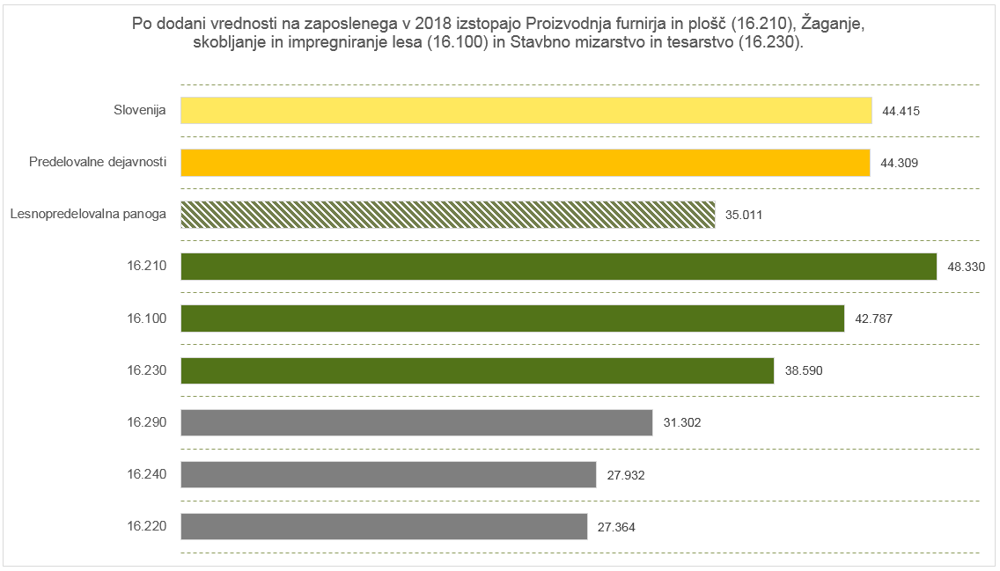 Po dodani vrednosti na zaposlenega v 2018 izstopajo Proizvodnja furnirja in plošč (16.210), Žaganje,
skobljanje in impregniranje lesa (16.100) in Stavbno mizarstvo in tesarstvo (16.230).
Slovenija 44.415
Predelovalne dejavnosti 44.309
Lesnopredelovalna panoga 35.011
16.210 48.330
16.100 42.787
16.230 38.590
16.290 31.302
16.240 27.932
16.220 27.364